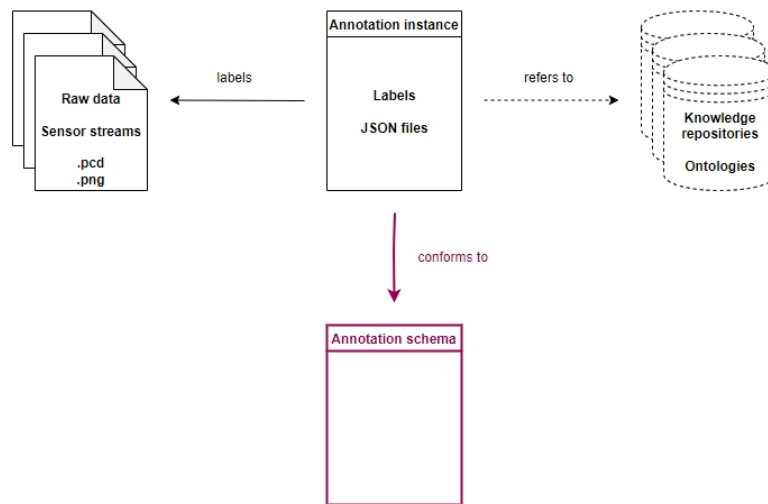 Annotation instance
labels
refers to
Raw data
Sensor streams
.pcd
.png
Labels
JSON files
Knowledge
repositories
Ontologies
conforms to
Annotation schema